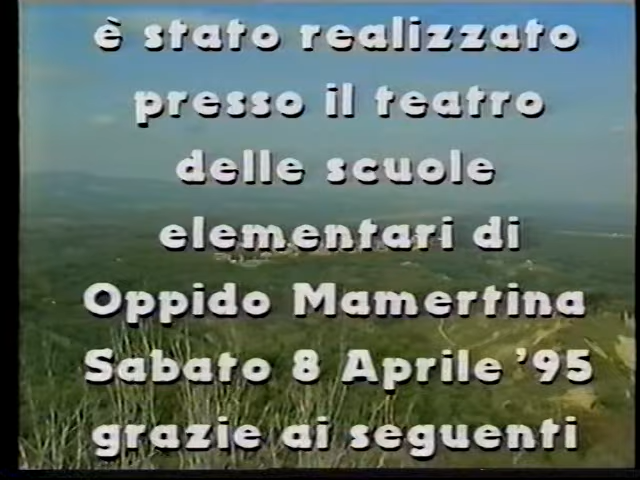 è stato realizzato
presso il teatro
delle scuole
elementari di
Oppido Mamertina
Sabato 8 Aprile '95
grazie ai seguenti